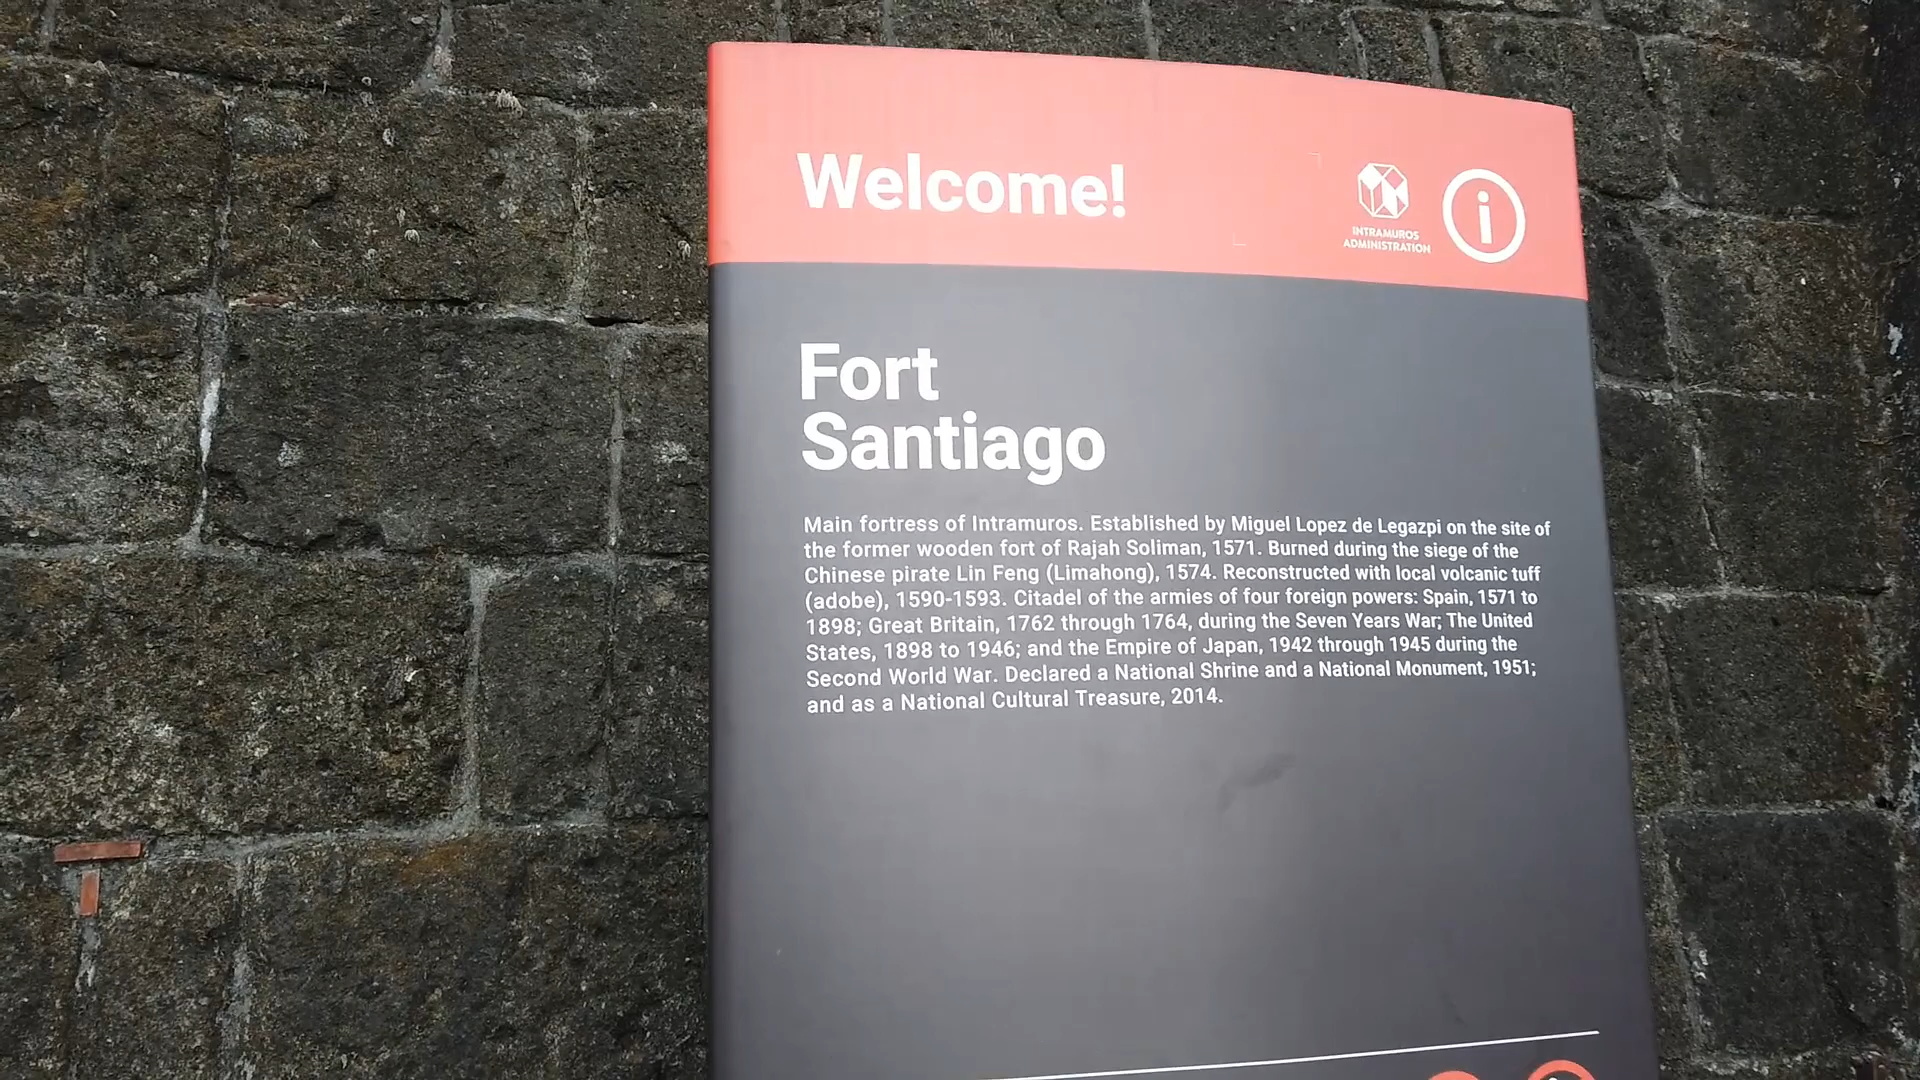 Welcome!
INTRAMUROS
ADMINISTRATION
i
Fort
Santiago
Main fortress of Intramuros. Established by Miguel Lopez de Legazpi on the site of
the former wooden fort of Rajah Soliman, 1571. Burned during the siege of the
Chinese pirate Lin Feng (Limahong), 1574. Reconstructed with local volcanic tuff
(adobe), 1590-1593. Citadel of the armies of four foreign powers: Spain, 1571 to
1898; Great Britain, 1762 through 1764, during the Seven Years War; The United
States, 1898 to 1946; and the Empire of Japan, 1942 through 1945 during the
Second World War. Declared a National Shrine and a National Monument, 1951;
and as a National Cultural Treasure, 2014.